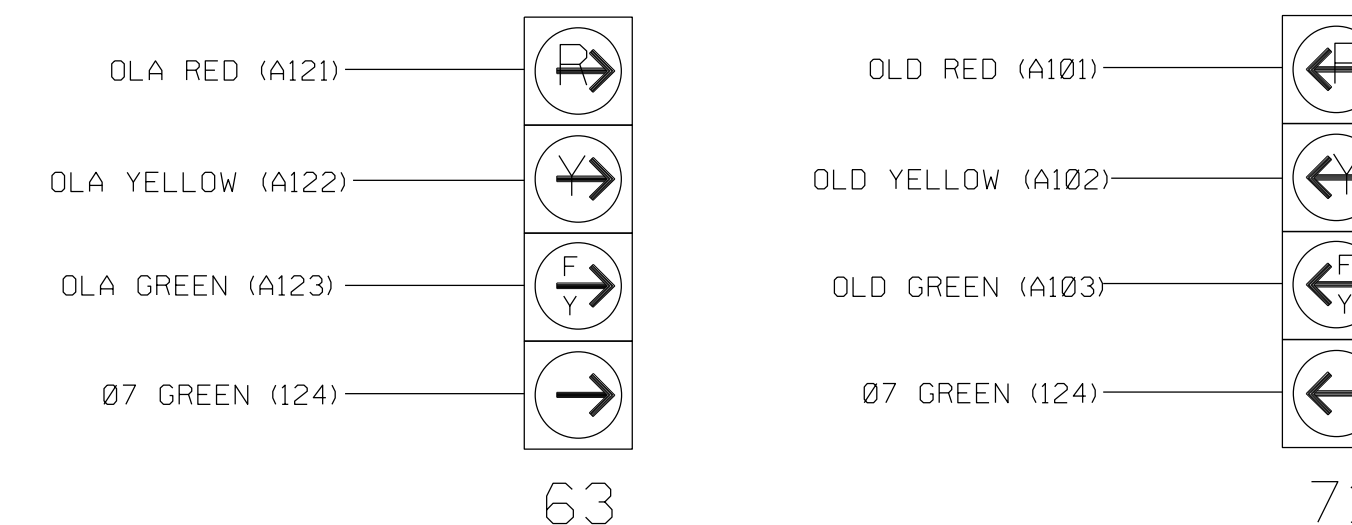 OLA RED (A121)
R
OLA YELLOW (A122)
Y
OLA GREEN (A123)
F
Y
Ø7 GREEN (124)
63
OLD RED (A1Ø1)
OLD YELLOW (A1Ø2)
Y
OLD GREEN (A1Ø3)
F
Y
Ø7 GREEN (124)